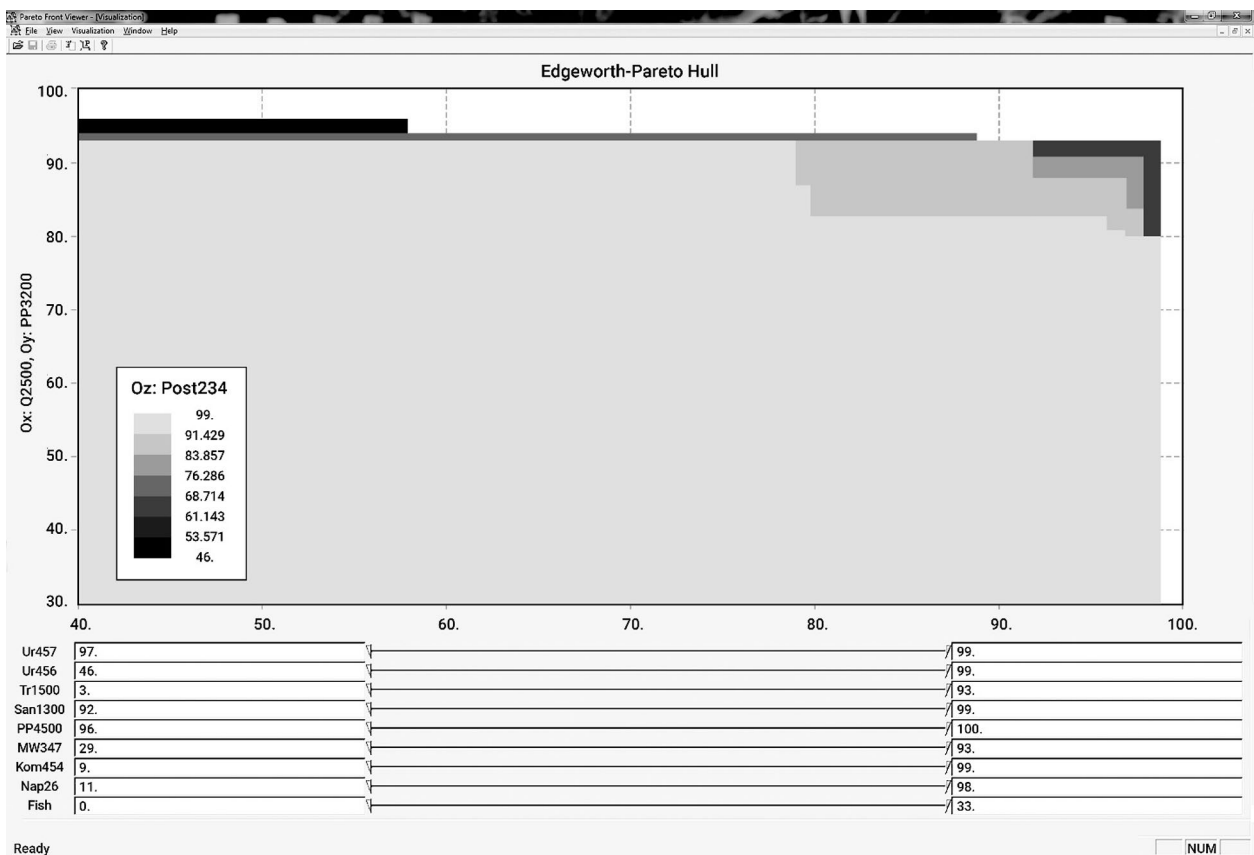 Pareto Front Viewer - [Visualization]
File View Visualization Window Help
Edgeworth-Pareto Hull
100.
90.
80.
70.
60.
50.
40.
30.
Ox: Q2500, Oy: PP3200
Oz: Post234
99.
91.429
83.857
76.286
68.714
61.143
53.571
46.
40. 50. 60. 70. 80. 90. 100.
Ur457 97. 99.
Ur456 46. 99.
Tr1500 3. 93.
San1300 92. 99.
PP4500 96. 100.
MW347 29. 93.
Kom454 9. 99.
Nap26 11. 98.
Fish 0. 33.
Ready NUM